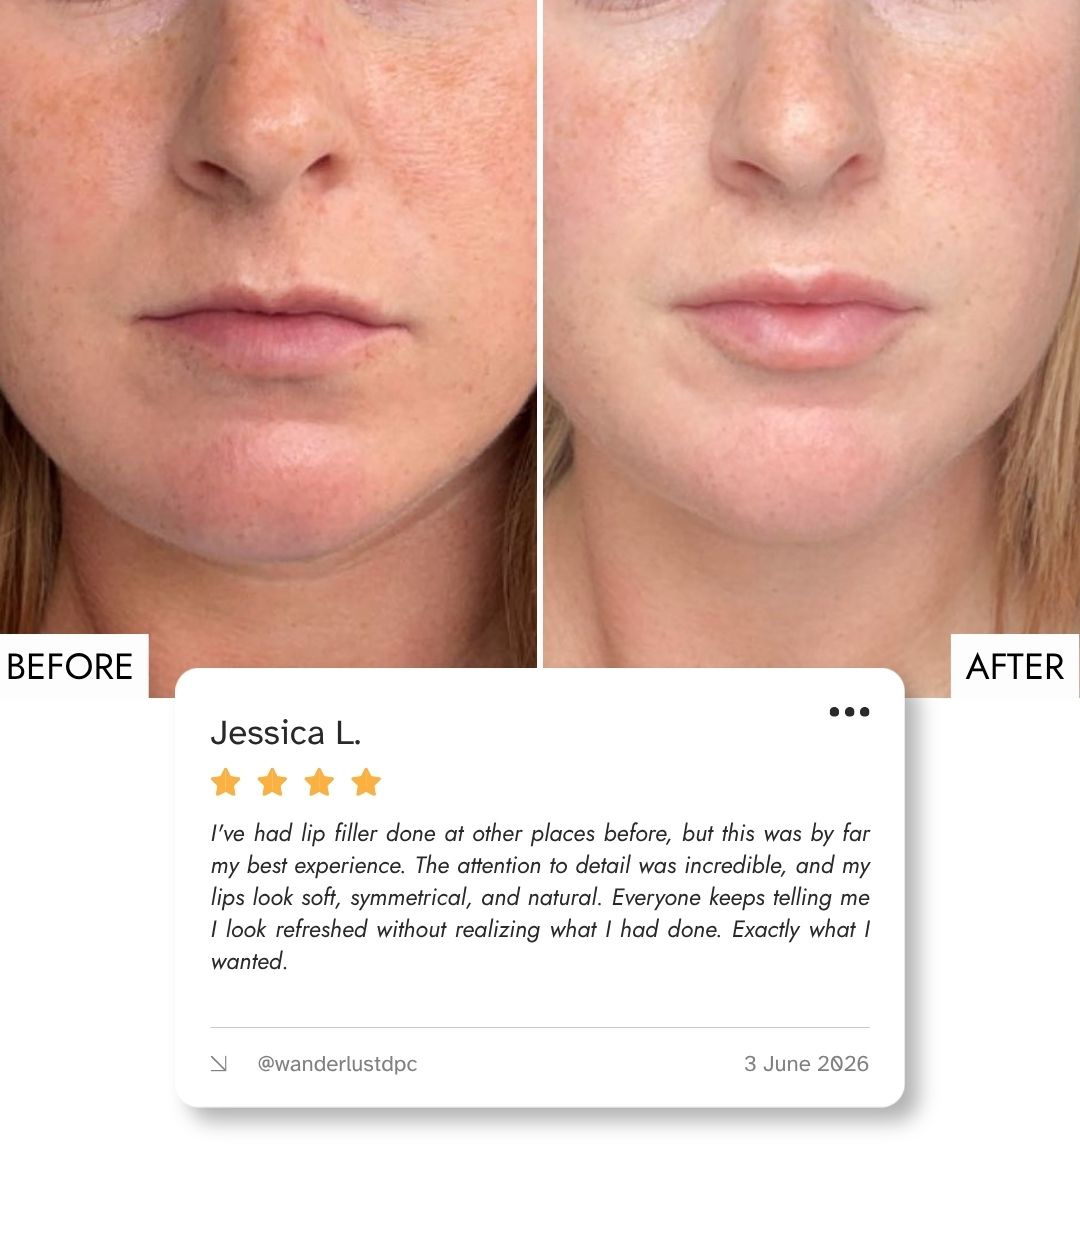 BEFORE
AFTER
Jessica L.
I've had lip filler done at other places before, but this was by far
my best experience. The attention to detail was incredible, and my
lips look soft, symmetrical, and natural. Everyone keeps telling me
I look refreshed without realizing what I had done. Exactly what I
wanted.
@wanderlustdpc
3 June 2026